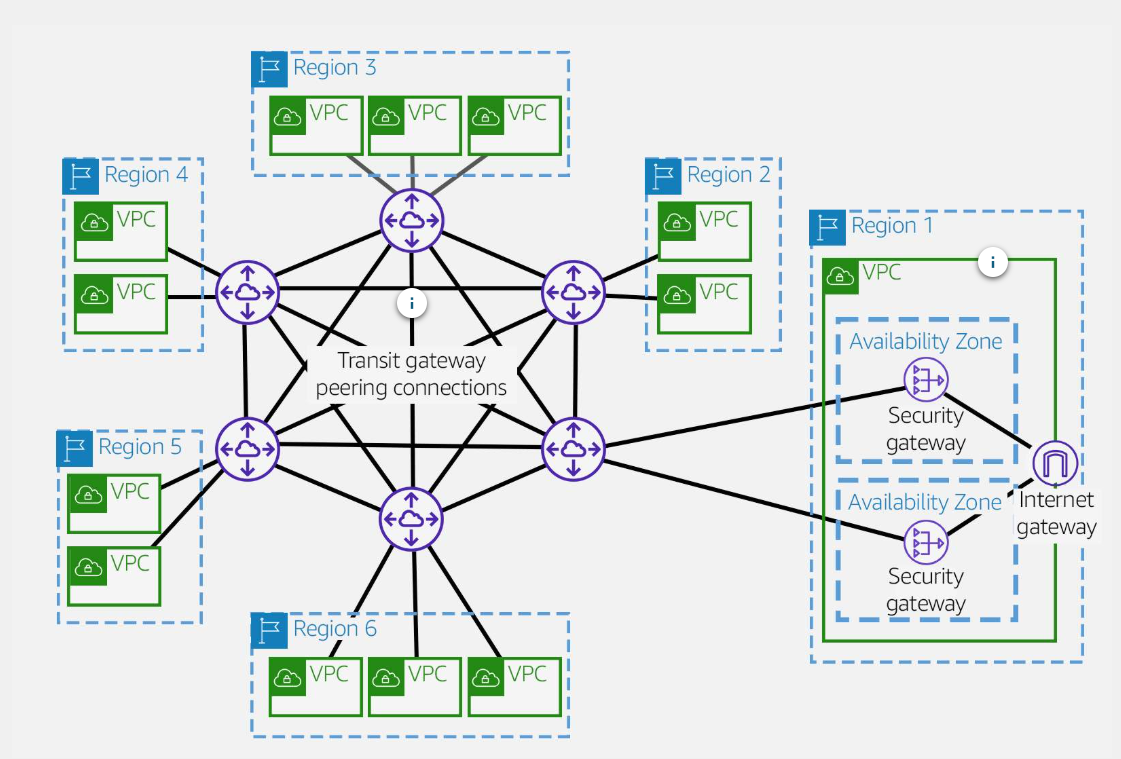 Region 3
VPC
VPC
VPC
Region 4
VPC
VPC
Region 2
VPC
VPC
Region 1
i
VPC
i
Transit gateway
peering connections
Availability Zone
Security
gateway
Region 5
VPC
VPC
Availability Zone
Security
gateway
Internet
gateway
Region 6
VPC
VPC
VPC